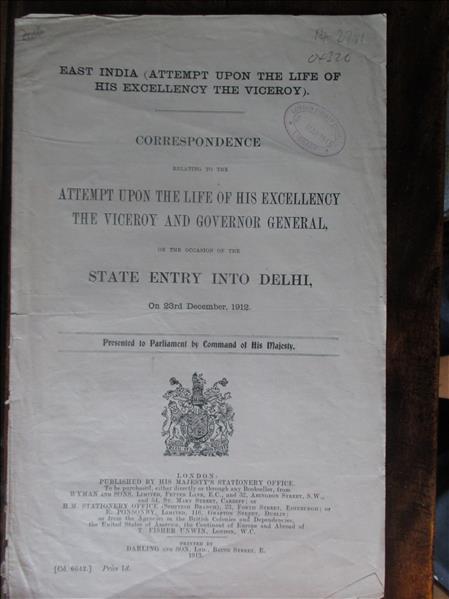 EAST INDIA (ATTEMPT UPON THE LIFE OF
HIS EXCELLENCY THE VICEROY).
CORRESPONDENCE
RELATING TO THE
ATTEMPT UPON THE LIFE OF HIS EXCELLENCY
THE VICEROY AND GOVERNOR GENERAL,
ON THE OCCASION OF THE
STATE ENTRY INTO DELHI,
On 23rd December, 1912.
Presented to Parliament by Command of His Majesty.
LONDON:
PUBLISHED BY HIS MAJESTY'S STATIONERY OFFICE.
To be purchased, either directly or through any Bookseller, from
WYMAN AND SONS, LIMITED, FETTER LANE, E.C., and 32, ABINGDON STREET, S.W.,
and 54, ST. MARY STREET, CARDIFF; or
H.M. STATIONERY OFFICE (SCOTTISH BRANCH), 23, FORTH STREET, EDINBURGH; or
E. PONSONBY, LIMITED, 116, GRAFTON STREET, DUBLIN;
or from the Agencies in the British Colonies and Dependencies,
the United States of America, the Continent of Europe and Abroad of
T. FISHER UNWIN, LONDON, W.C.
PRINTED BY
DARLING AND SON, LTD., BACON STREET, E.
1913.
[Cd. 6642.] Price 1d.